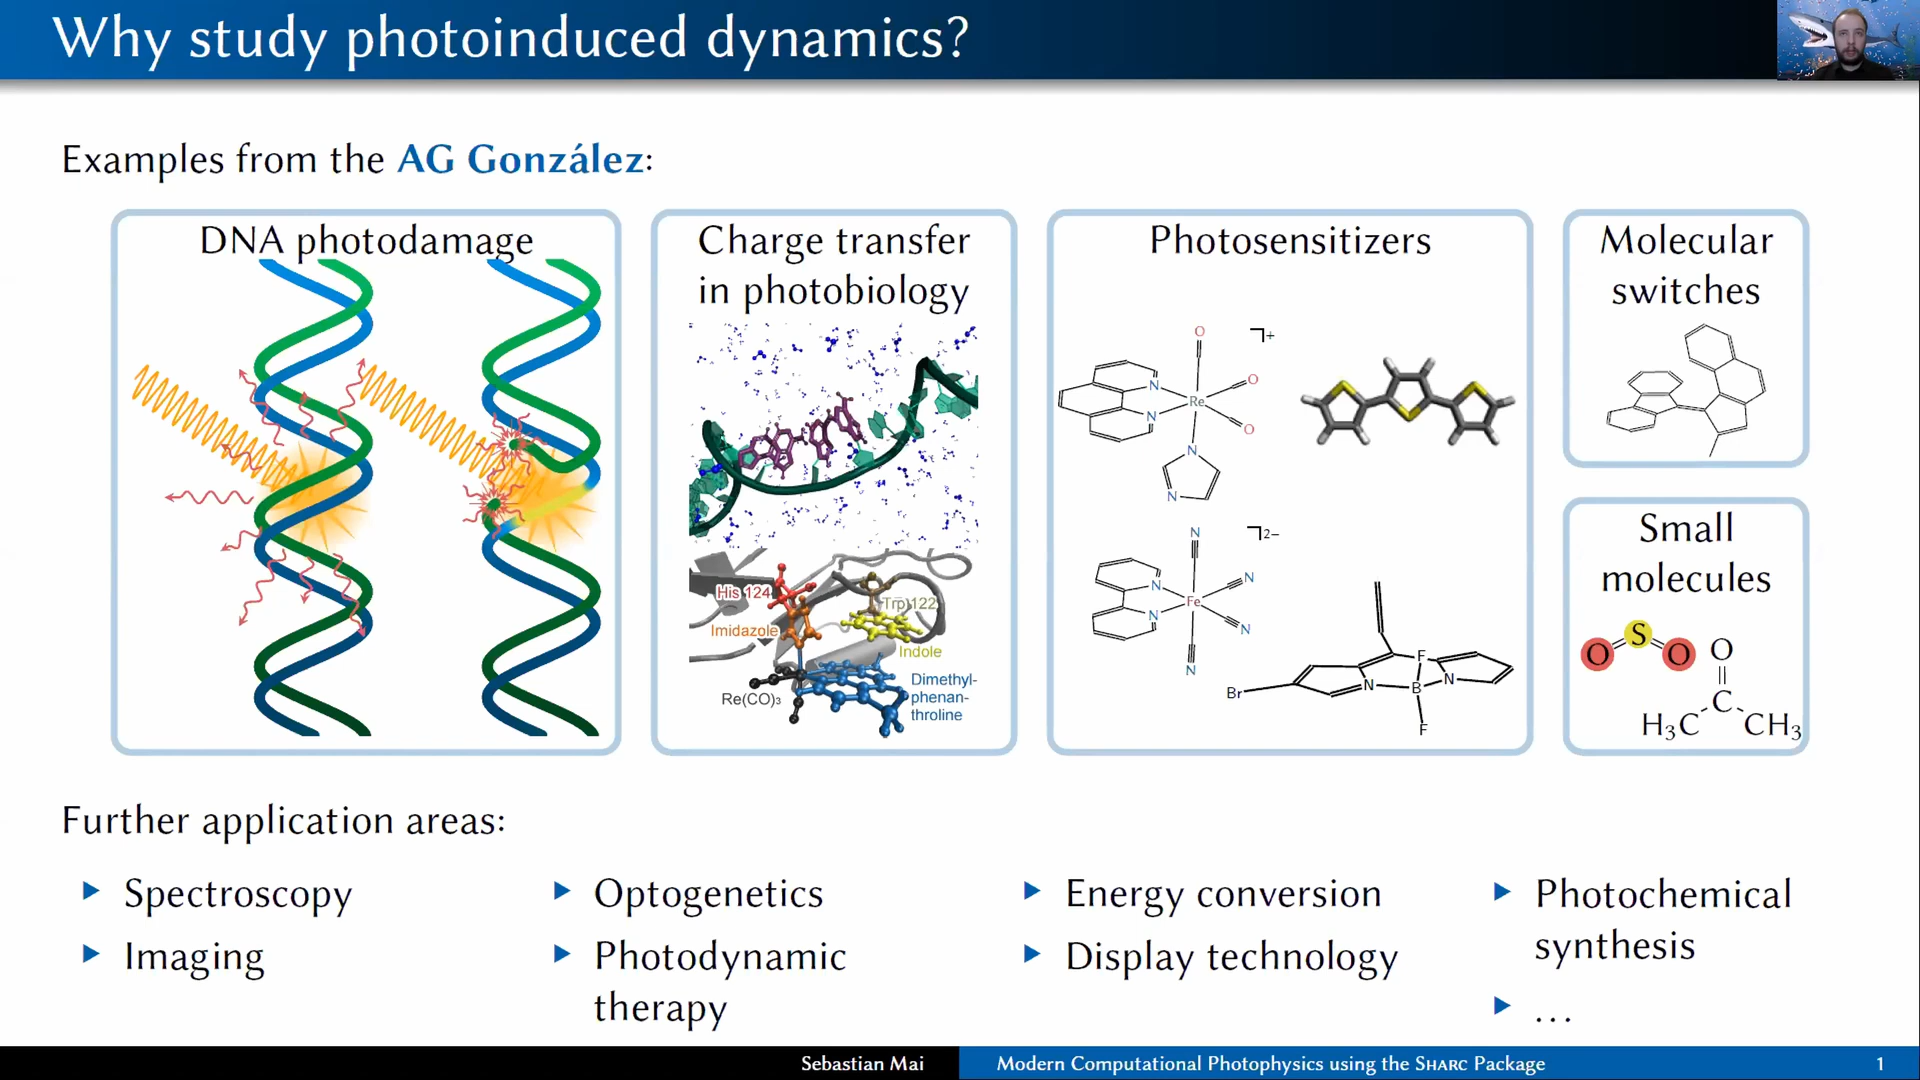 Why study photoinduced dynamics?
Examples from the AG González:
DNA photodamage
Charge transfer
in photobiology
His 124
Trp 122
Imidazole
Indole
Re(CO)₃
Dimethyl-
phenan-
throline
Photosensitizers
O
O
O
N
N
Re
N
N
⁺
N
N
N
N
N
N
Fe
²⁻
Br
N
B
N
F
F
Molecular
switches
Small
molecules
O
S
O
O
C
H₃C
CH₃
Further application areas:
Spectroscopy
Imaging
Optogenetics
Photodynamic
therapy
Energy conversion
Display technology
Photochemical
synthesis
...
Sebastian Mai
Modern Computational Photophysics using the SHARC Package
1